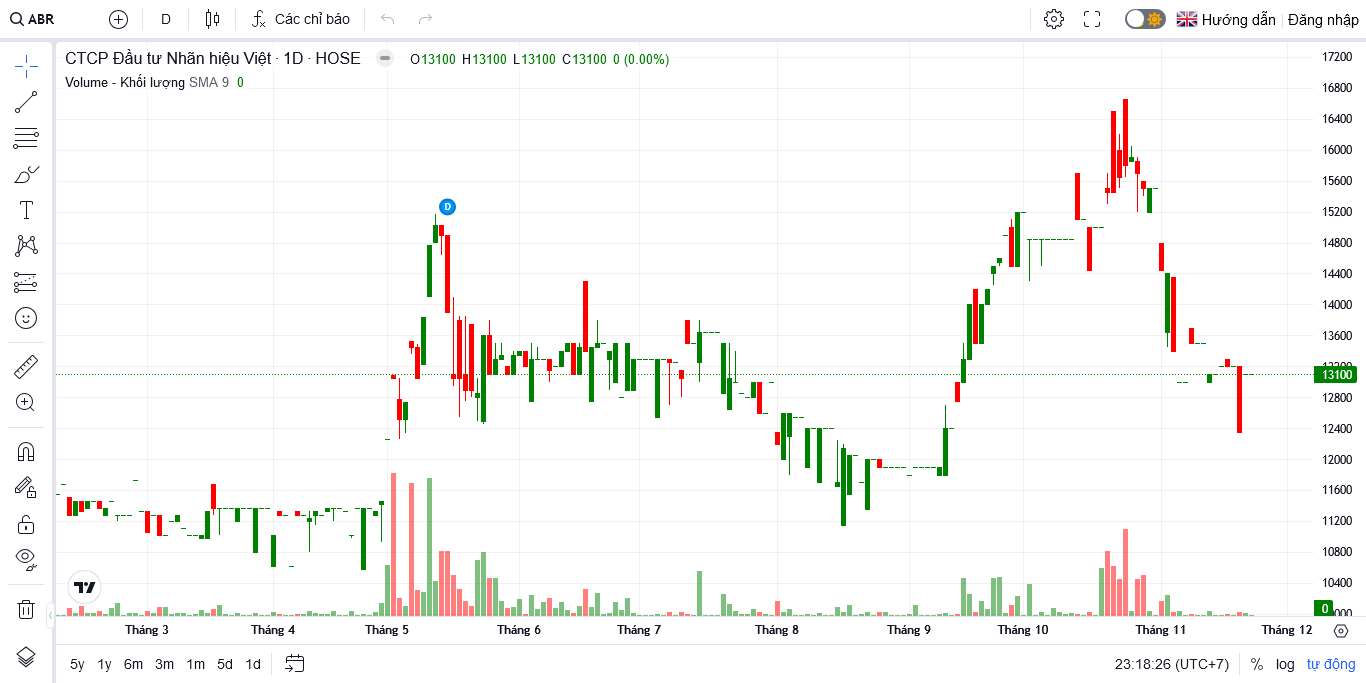 ABR
D
Các chỉ báo
Hướng dẫn
Đăng nhập
CTCP Đầu tư Nhãn hiệu Việt · 1D · HOSE
O13100 H13100 L13100 C13100 0 (0.00%)
Volume - Khối lượng SMA 9 0
17200
16800
16400
16000
15600
15200
14800
14400
14000
13600
13200
13100
12800
12400
12000
11600
11200
10800
10400
0
D
Tháng 3
Tháng 4
Tháng 5
Tháng 6
Tháng 7
Tháng 8
Tháng 9
Tháng 10
Tháng 11
Tháng 12
5y 1y 6m 3m 1m 5d 1d
23:18:26 (UTC+7)
% log tự động